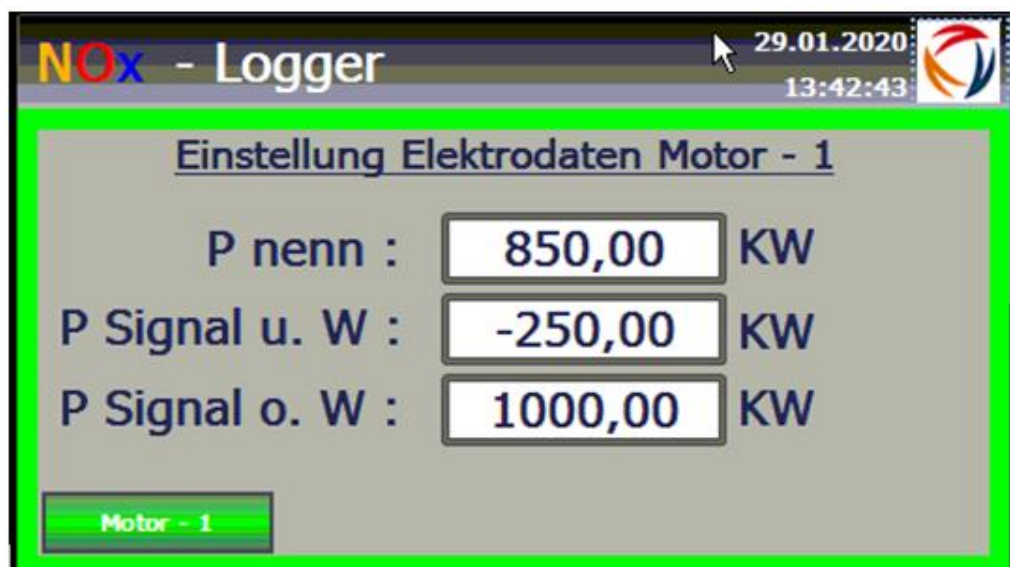 NOx - Logger
29.01.2020
13:42:43
Einstellung Elektrodaten Motor - 1
P nenn : 850,00 KW
P Signal u. W : -250,00 KW
P Signal o. W : 1000,00 KW
Motor - 1